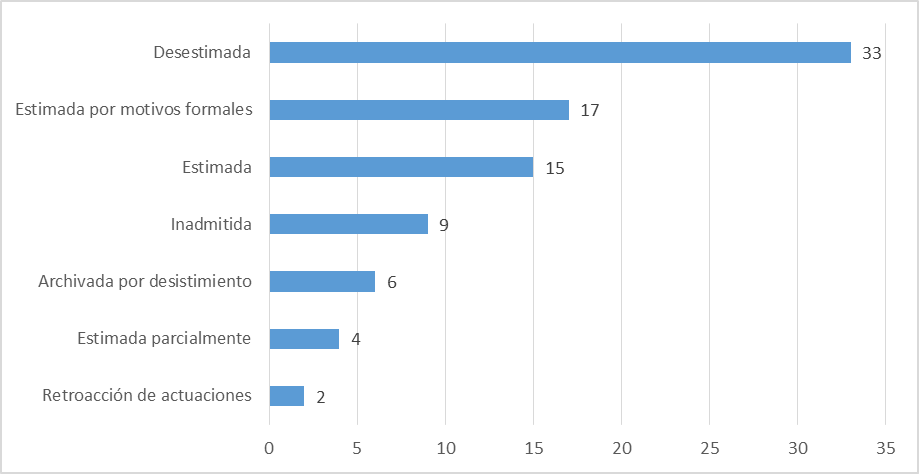 Desestimada 33
Estimada por motivos formales 17
Estimada 15
Inadmitida 9
Archivada por desistimiento 6
Estimada parcialmente 4
Retroacción de actuaciones 2
0 5 10 15 20 25 30 35